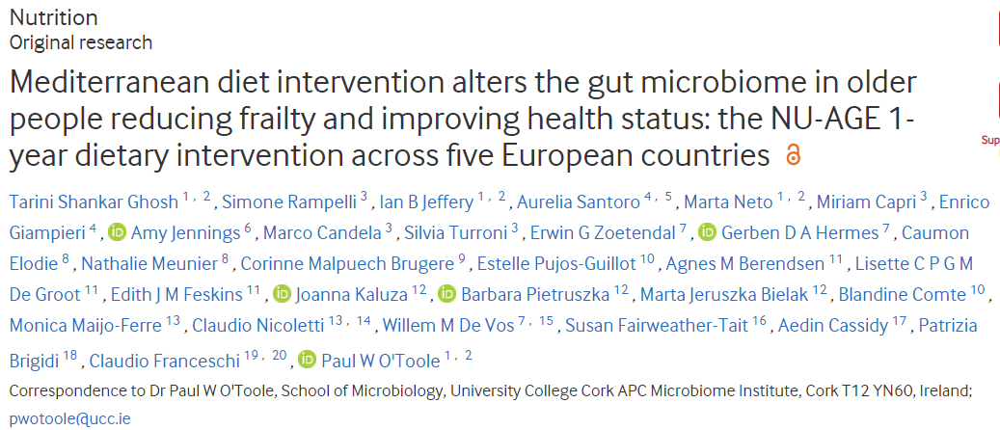 Nutrition
Original research
Mediterranean diet intervention alters the gut microbiome in older
people reducing frailty and improving health status: the NU-AGE 1-
year dietary intervention across five European countries
Sup
Tarini Shankar Ghosh 1, 2, Simone Rampelli 3, Ian B Jeffery 1, 2, Aurelia Santoro 4, 5, Marta Neto 1, 2, Miriam Capri 3, Enrico
Giampieri 4, iD Amy Jennings 6, Marco Candela 3, Silvia Turroni 3, Erwin G Zoetendal 7, iD Gerben D A Hermes 7, Caumon
Elodie 8, Nathalie Meunier 8, Corinne Malpuech Brugere 9, Estelle Pujos-Guillot 10, Agnes M Berendsen 11, Lisette C P G M
De Groot 11, Edith J M Feskins 11, iD Joanna Kaluza 12, iD Barbara Pietruszka 12, Marta Jeruszka Bielak 12, Blandine Comte 10,
Monica Maijo-Ferre 13, Claudio Nicoletti 13, 14, Willem M De Vos 7, 15, Susan Fairweather-Tait 16, Aedin Cassidy 17, Patrizia
Brigidi 18, Claudio Franceschi 19, 20, iD Paul W O'Toole 1, 2
Correspondence to Dr Paul W O'Toole, School of Microbiology, University College Cork APC Microbiome Institute, Cork T12 YN60, Ireland;
pwotoole@ucc.ie